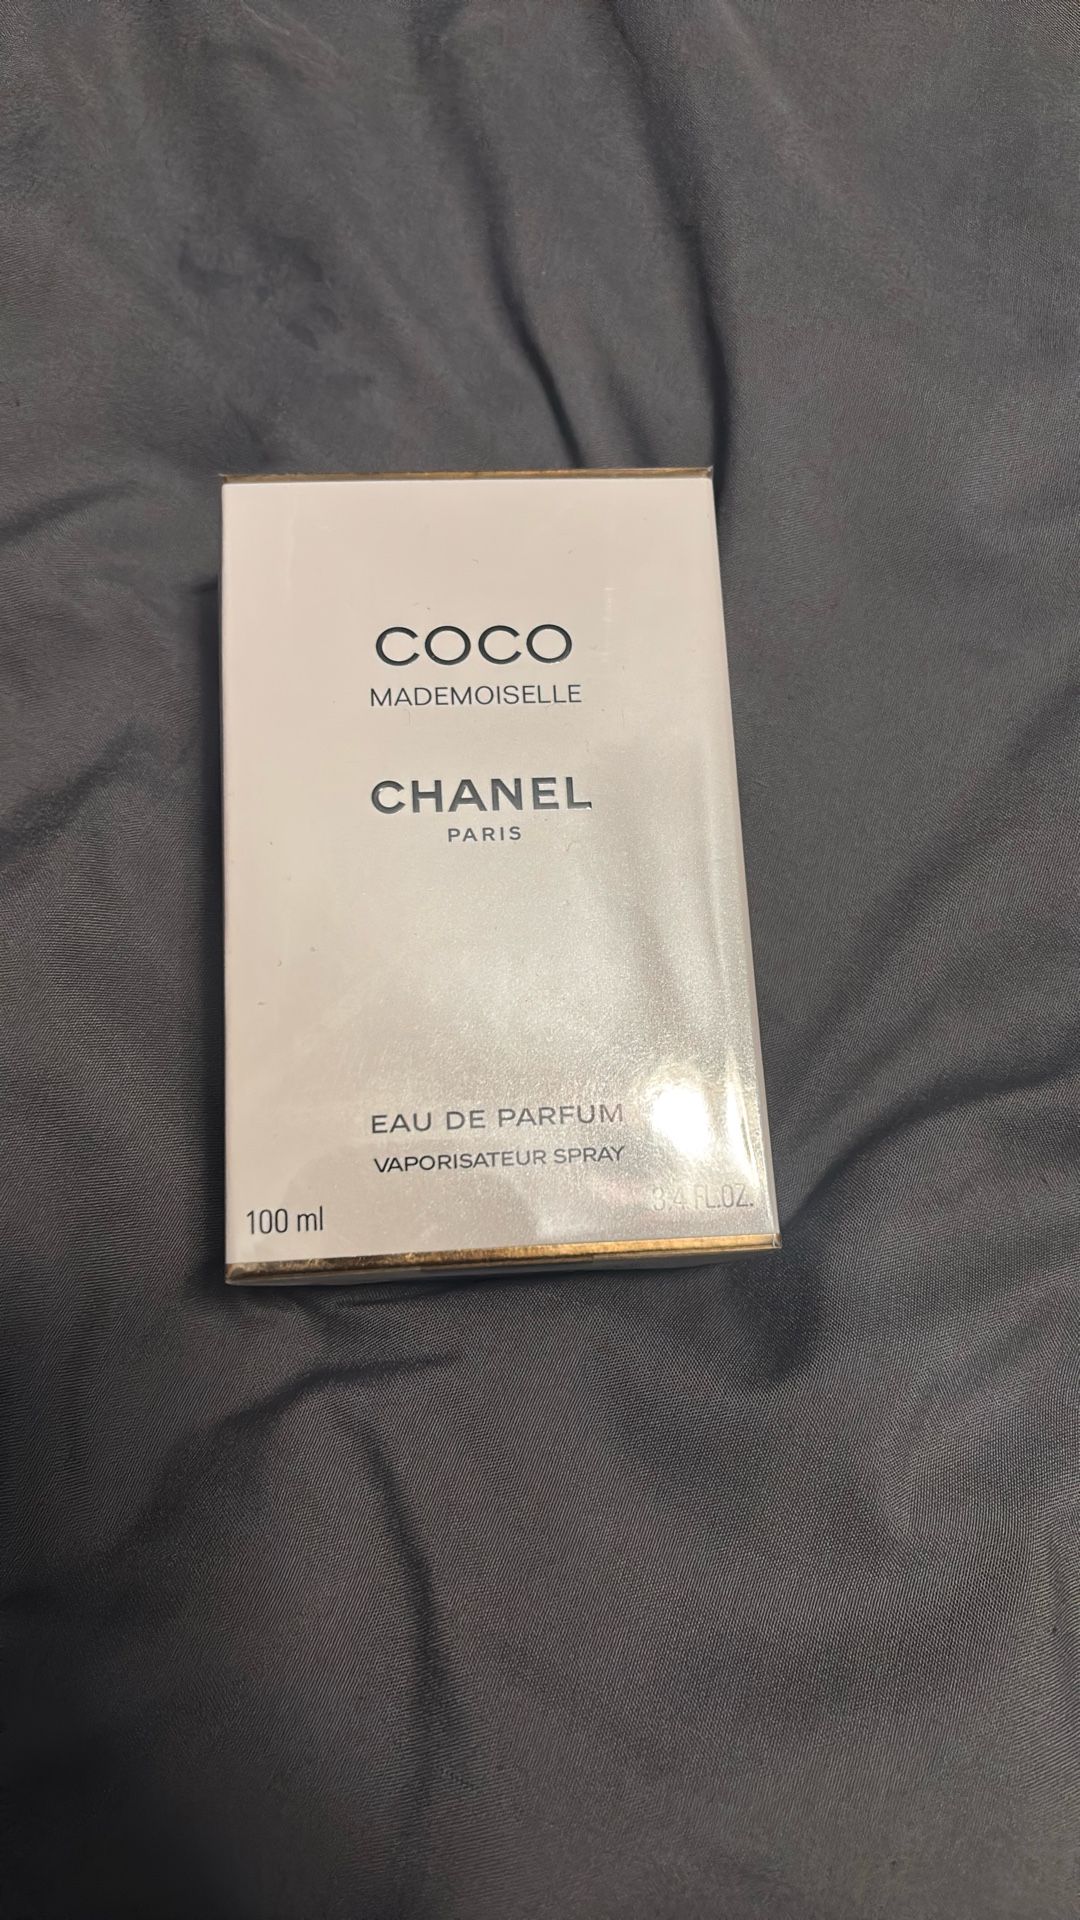 COCO
MADEMOISELLE
CHANEL
PARIS
EAU DE PARFUM
VAPORISATEUR SPRAY
100 ml
3.4 FL.OZ.